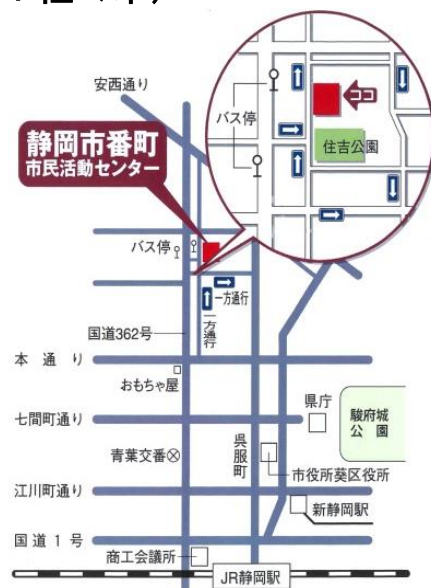 安西通り
静岡市番町
市民活動センター
バス停
ココ
住吉公園
バス停
一方通行
一方通行
国道362号
本通り
おもちゃ屋
県庁
七間町通り
駿府城
公園
呉服町
青葉交番
市役所葵区役所
江川町通り
新静岡駅
国道1号
商工会議所
JR静岡駅